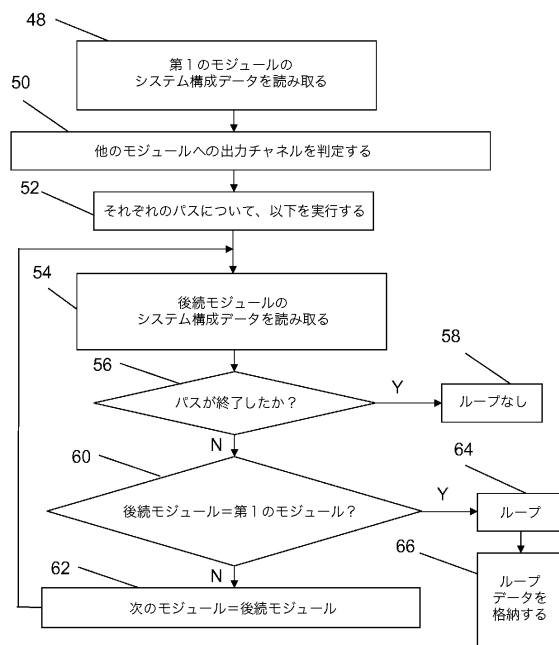 48
第１のモジュールの
システム構成データを読み取る
50
他のモジュールへの出力チャネルを判定する
52
それぞれのパスについて、以下を実行する
54
後続モジュールの
システム構成データを読み取る
56
パスが終了したか？
Y
58
ループなし
N
60
後続モジュール＝第１のモジュール？
Y
64
ループ
66
ループ
データを
格納する
N
62
次のモジュール＝後続モジュール